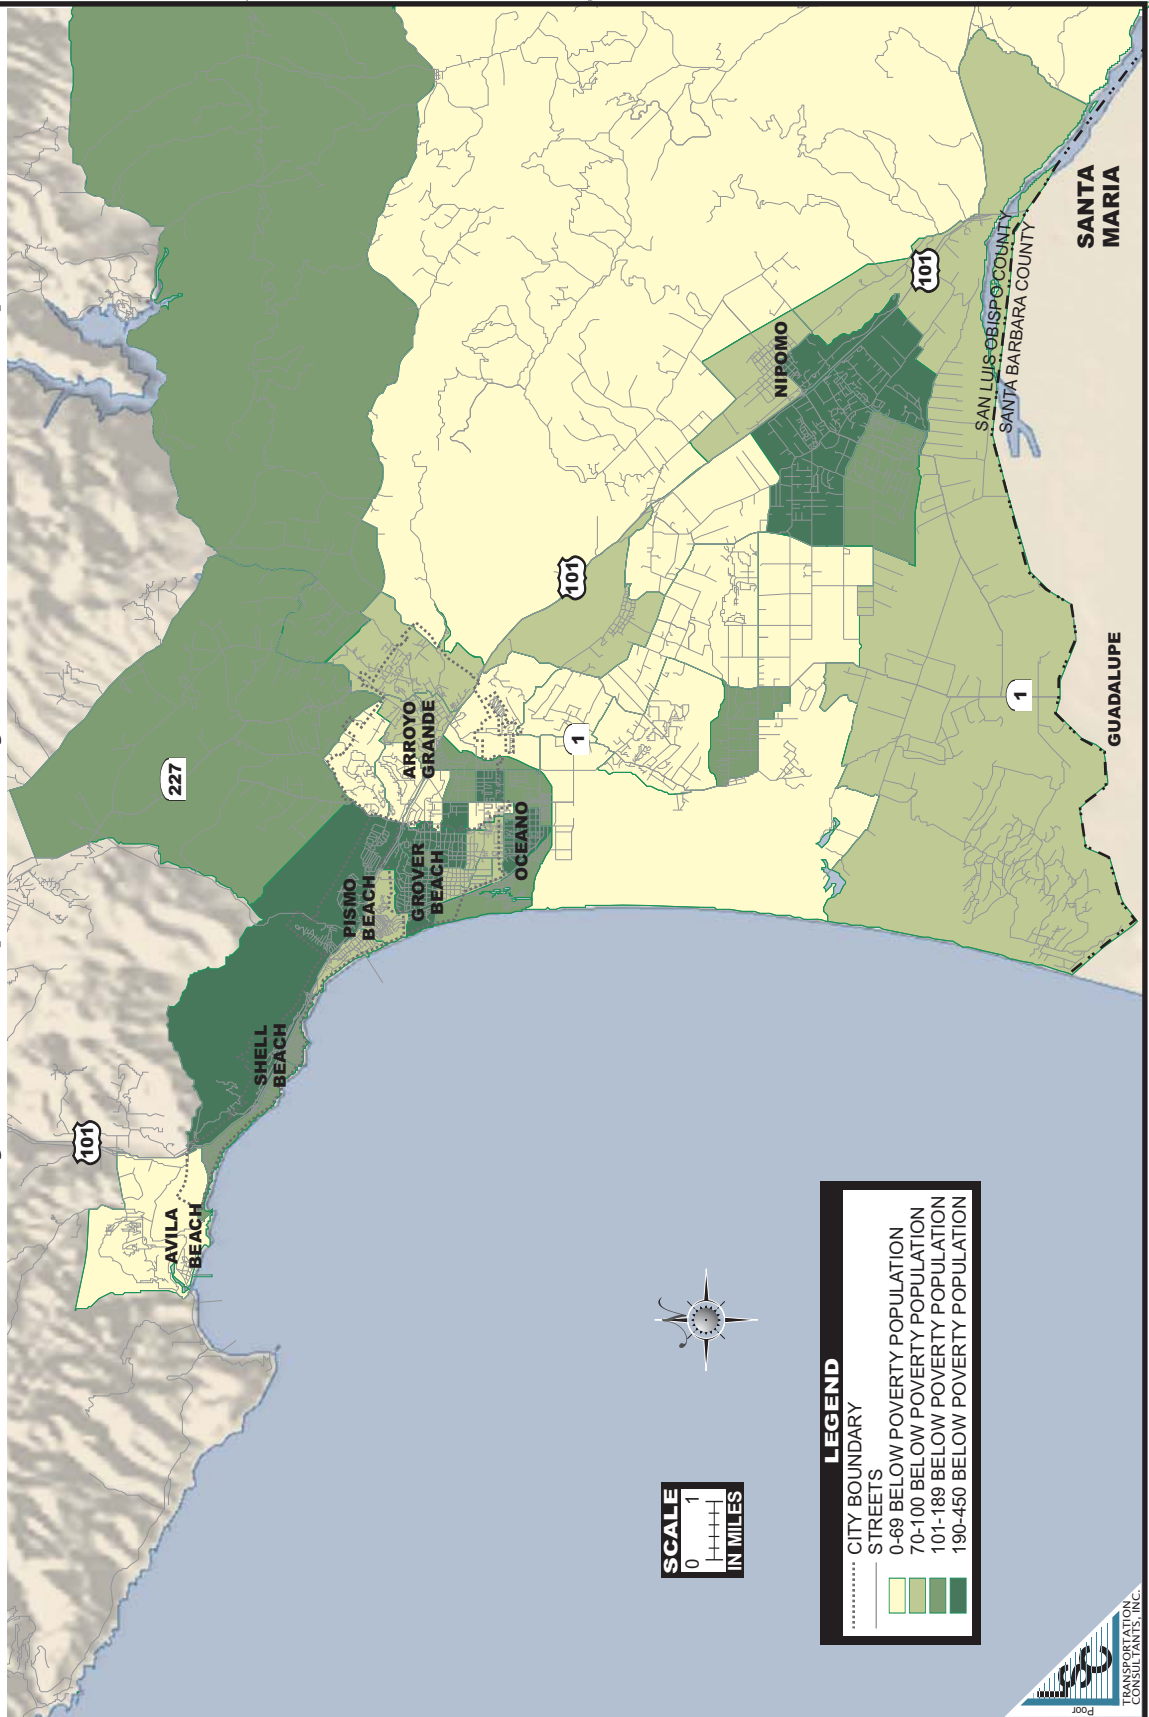 101
AVILA
BEACH
SHELL
BEACH
227
PISMO
BEACH
GROVER
BEACH
ARROYO
GRANDE
OCEANO
1
101
NIPOMO
101
SAN LUIS OBISPO COUNTY
SANTA BARBARA COUNTY
SANTA
MARIA
1
GUADALUPE
SCALE
0 1
IN MILES
LEGEND
CITY BOUNDARY
STREETS
0-69 BELOW POVERTY POPULATION
70-100 BELOW POVERTY POPULATION
101-189 BELOW POVERTY POPULATION
190-450 BELOW POVERTY POPULATION
Poor
LSC
TRANSPORTATION
CONSULTANTS, INC.